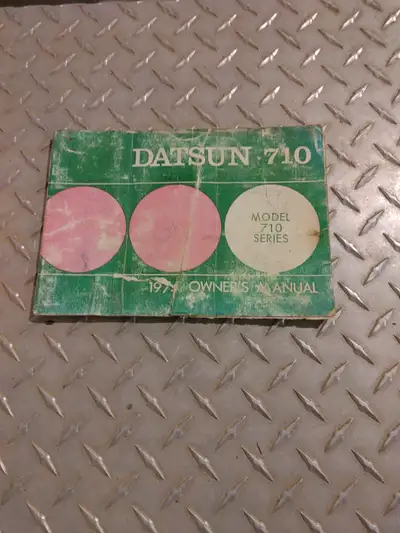 DATSUN 710
MODEL
710
SERIES
OWNER'S MANUAL